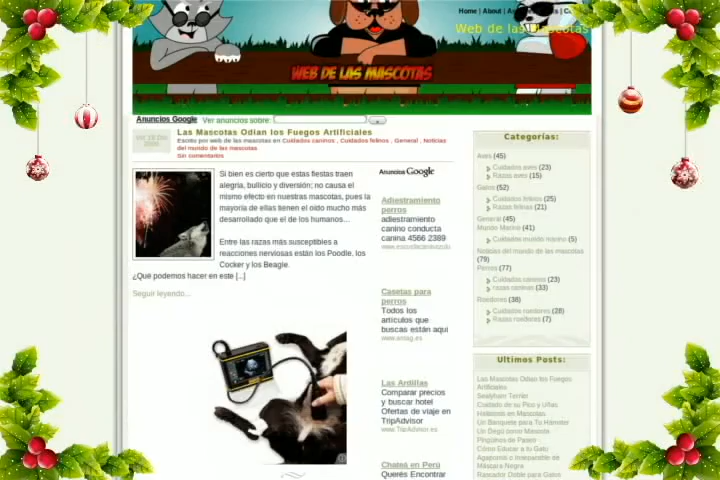 Home | About |
Web de las Mascotas
WEB DE LAS MASCOTAS
Anuncios Google Ver anuncios sobre:
Las Mascotas Odian los Fuegos Artificiales
Escrito por web de las mascotas en Cuidados caninos , Cuidados felinos , General , Noticias
del mundo de las mascotas
Sin comentarios
Si bien es cierto que estas fiestas traen
alegria, bullicio y diversión; no causa el
mismo efecto en nuestras mascotas, pues la
mayoría de ellas tienen el oído mucho más
desarrollado que el de los humanos...
Entre las razas más susceptibles a
reacciones nerviosas están los Poodle, los
Cocker y los Beagle.
¿Qué podemos hacer en este [...]
Seguir leyendo...
Anuncios Google
Adiestramiento
perros
adiestramiento
canino conducta
canina 4566 2389
Casetas para
perros
Todos los
artículos que
buscas están aqui
Las Ardillas
Comparar precios
y buscar hotel
Ofertas de viaje en
TripAdvisor
www.TripAdvisor.es
Chatea en Perú
Querés Encontrar
Categorías:
Aves (45)
Cuidados aves (23)
Razas aves (15)
Gatos (52)
Cuidados felinos (25)
Razas felinas (21)
General (45)
Mundo Marino (41)
Cuidados mundo marino (5)
Noticias del mundo de las mascotas
(79)
Perros (77)
Cuidados caninos (23)
razas caninas (33)
Roedores (38)
Cuidados roedores (28)
Razas roedores (7)
Ultimos Posts:
Las Mascotas Odian los Fuegos
Artificiales
Sealyham Terrier
Cuidado de su Pico y Uñas
Helechos en Mascotas
Un Banquete para Tu Hámster
Un Degú como Mascota
Pingüinos de Paseo
Cómo Educar a tu Gato
Agapornis o Inseparable de
Máscara Negra
Rascador Doble para Gatos